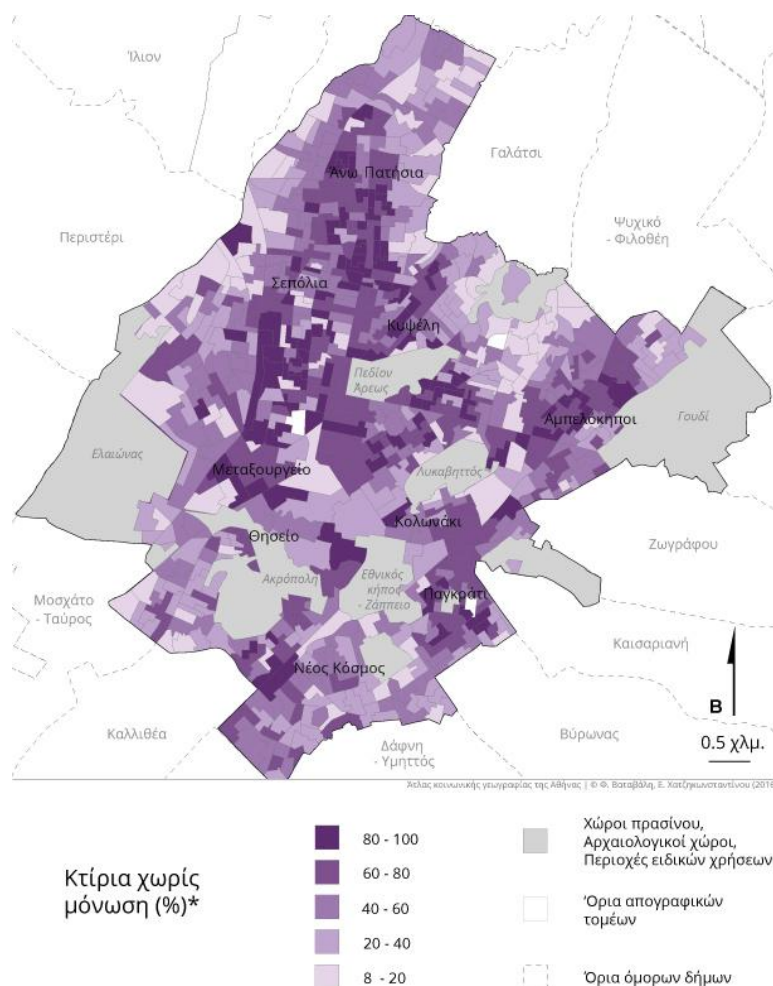 Ίλιον
Γαλάτσι
Άνω Πατήσια
Ψυχικό
- Φιλοθέη
Περιστέρι
Σεπόλια
Κυψέλη
Πεδίον
Άρεως
Αμπελόκηποι
Γουδί
Ελαιώνας
Μεταξουργείο
Λυκαβηττός
Κολωνάκι
Θησείο
Ζωγράφου
Ακρόπολη
Εθνικός
κήπος
- Ζάππειο
Παγκράτι
Μοσχάτο
- Ταύρος
Καισαριανή
Νέος Κόσμος
Β
Καλλιθέα
Δάφνη
- Υμηττός
Βύρωνας
0.5 χλμ.
Άτλας κοινωνικής γεωγραφίας της Αθήνας | © Φ. Βαταβάλη, Ε. Χατζηκωνσταντίνου (2018
Κτίρια χωρίς
μόνωση (%)*
80 - 100
60 - 80
40 - 60
20 - 40
8 - 20
Χώροι πρασίνου,
Αρχαιολογικοί χώροι,
Περιοχές ειδικών χρήσεων
Όρια απογραφικών
τομέων
Όρια όμορων δήμων